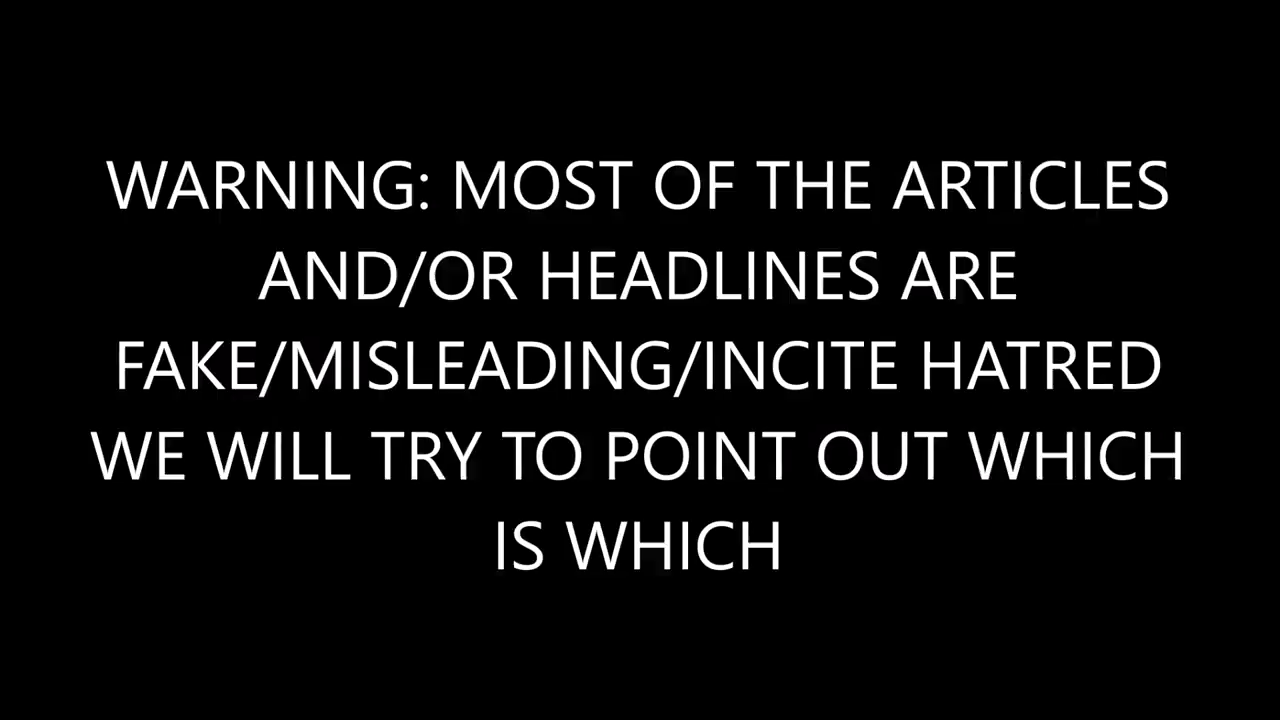 WARNING: MOST OF THE ARTICLES
AND/OR HEADLINES ARE
FAKE/MISLEADING/INCITE HATRED
WE WILL TRY TO POINT OUT WHICH
IS WHICH